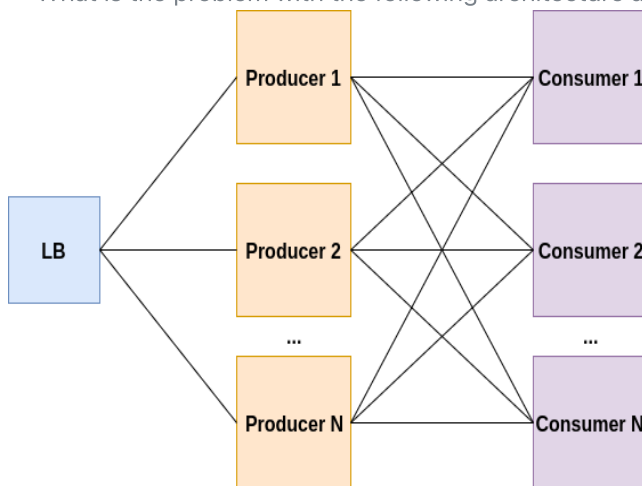 What is the problem with the following architecture
Producer 1
Consumer 1
LB
Producer 2
Consumer 2
...
...
Producer N
Consumer N